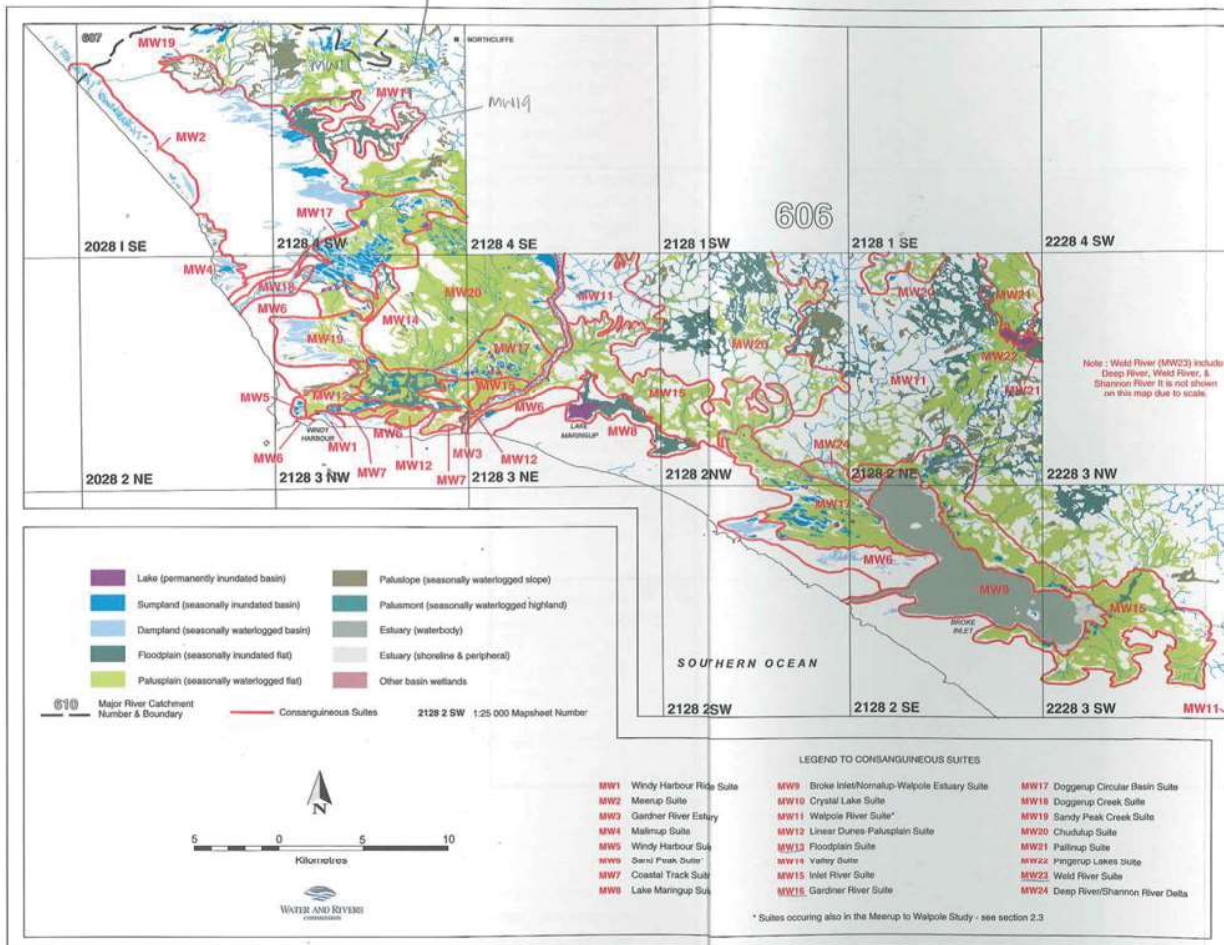 607
MW19
NORTHCLIFFE
MW11
MW11
MW19
MW2
606
MW17
2028 I SE
2128 4 SW
2128 4 SE
2128 1 SW
2128 1 SE
2228 4 SW
MW4
MW18
MW6
MW20
MW11
MW20
MW21
MW14
MW19
MW17
MW20
MW22
MW11
MW21
Note : Weld River (MW23) include
Deep River, Weld River, &
Shannon River It is not shown
on this map due to scale.
MW15
MW15
MW5
MW12
MW6
WINDY
HARBOUR
MW1
MW6
LAKE
MARINGUP
MW8
MW24
MW6
MW7
MW12
MW7
MW3
MW12
2028 2 NE
2128 3 NW
2128 3 NE
2128 2NW
2128 2 NE
2228 3 NW
MW17
MW6
MW9
MW15
BROKE
INLET
SOUTHERN OCEAN
2128 2SW
2128 2 SE
2228 3 SW
MW11
Lake (permanently inundated basin)
Sumpland (seasonally inundated basin)
Dampland (seasonally waterlogged basin)
Floodplain (seasonally inundated flat)
Palusplain (seasonally waterlogged flat)
Paluslope (seasonally waterlogged slope)
Palusmont (seasonally waterlogged highland)
Estuary (waterbody)
Estuary (shoreline & peripheral)
Other basin wetlands
610 Major River Catchment
Number & Boundary
Consanguineous Suites
2128 2 SW 1:25 000 Mapsheet Number
N
5 0 5 10
Kilometres
WATER AND RIVERS
COMMISSION
LEGEND TO CONSANGUINEOUS SUITES
MW1 Windy Harbour Ride Suite
MW2 Meerup Suite
MW3 Gardner River Estury
MW4 Malimup Suite
MW5 Windy Harbour Sui
MW6 Sand Peak Suite*
MW7 Coastal Track Suite
MW8 Lake Maringup Sui
MW9 Broke Inlet/Nornalup-Walpole Estuary Suite
MW10 Crystal Lake Suite
MW11 Walpole River Suite*
MW12 Linear Dunes-Palusplain Suite
MW13 Floodplain Suite
MW14 Valley Suite
MW15 Inlet River Suite
MW16 Gardiner River Suite
MW17 Doggerup Circular Basin Suite
MW18 Doggerup Creek Suite
MW19 Sandy Peak Creek Suite
MW20 Chudulup Suite
MW21 Pallinup Suite
MW22 Pingerup Lakes Suite
MW23 Weld River Suite
MW24 Deep River/Shannon River Delta
* Suites occuring also in the Meerup to Walpole Study - see section 2.3